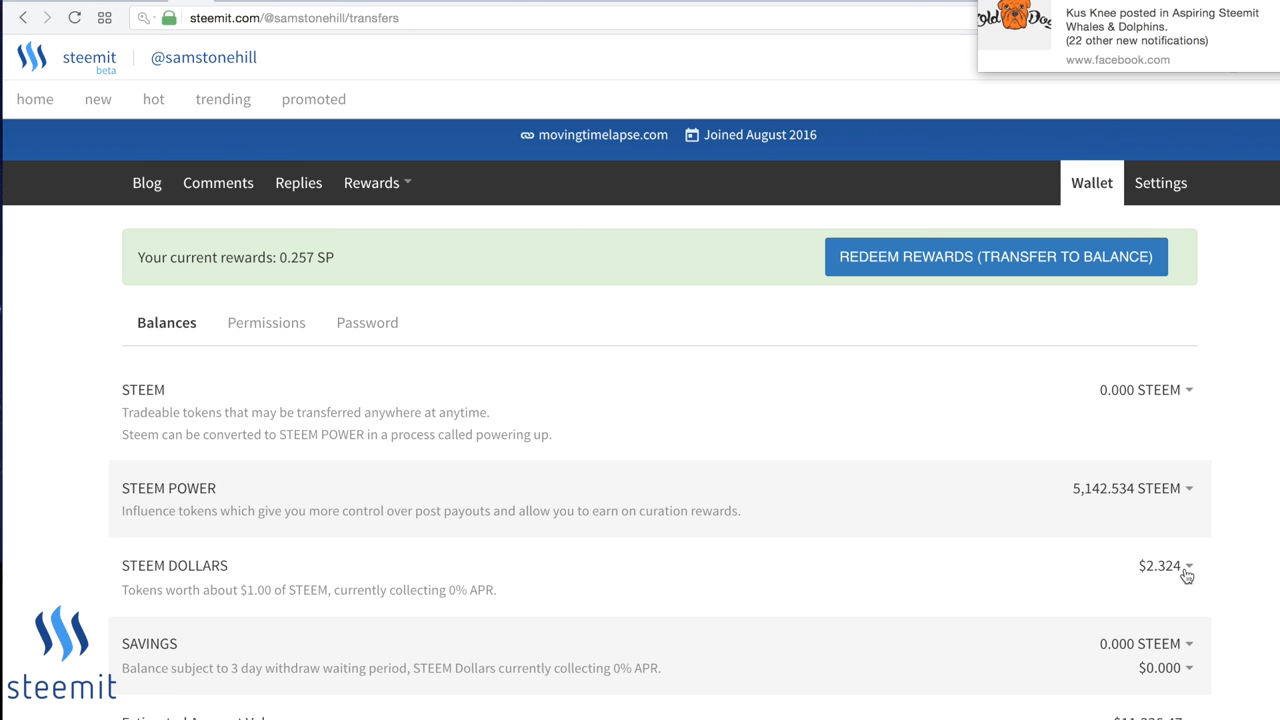 steemit.com/@samstonehill/transfers
Old Dog
Kus Knee posted in Aspiring Steemit
Whales & Dolphins.
(22 other new notifications)
www.facebook.com
steemit
beta
@samstonehill
home new hot trending promoted
movingtimelapse.com Joined August 2016
Blog Comments Replies Rewards Wallet Settings
Your current rewards: 0.257 SP REDEEM REWARDS (TRANSFER TO BALANCE)
Balances Permissions Password
STEEM 0.000 STEEM
Tradeable tokens that may be transferred anywhere at anytime.
Steem can be converted to STEEM POWER in a process called powering up.
STEEM POWER 5,142.534 STEEM
Influence tokens which give you more control over post payouts and allow you to earn on curation rewards.
STEEM DOLLARS $2.324
Tokens worth about $1.00 of STEEM, currently collecting 0% APR.
SAVINGS 0.000 STEEM
Balance subject to 3 day withdraw waiting period, STEEM Dollars currently collecting 0% APR. $0.000
steemit